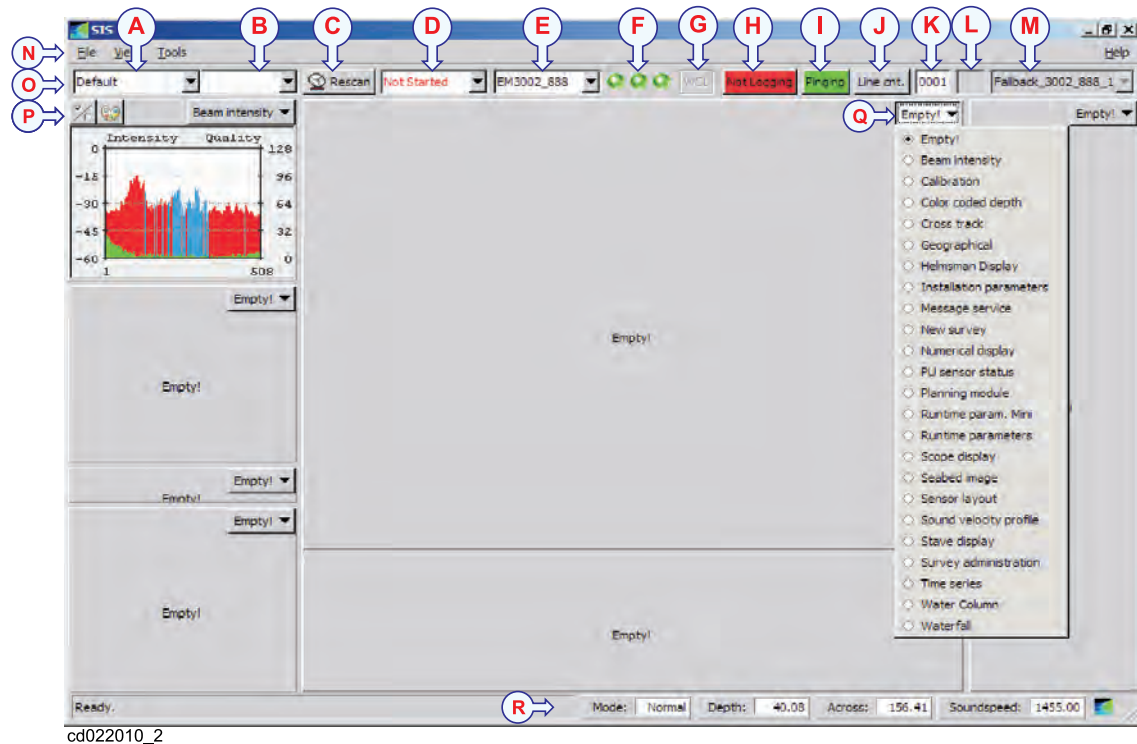 A B C D E F G H I J K L M
SIS
N File View Tools Help
O Default Rescan Not Started EM3002_888 WCL Not Logging Pinging Line cnt. 0001 Fallback_3002_888_1
P Beam intensity Q Empty! Empty!
Intensity Quality
0 128
-15 96
-30 64
-45 32
-60 0
1 508
Empty!
Empty!
Empty!
Empty!
Empty!
Empty!
Empty!
Empty!
Empty!
Beam intensity
Calibration
Color coded depth
Cross track
Geographical
Helmsman Display
Installation parameters
Message service
New survey
Numerical display
PU sensor status
Planning module
Runtime param. Mini
Runtime parameters
Scope display
Seabed image
Sensor layout
Sound velocity profile
Stave display
Survey administration
Time series
Water Column
Waterfall
Ready. R Mode: Normal Depth: 40.08 Across: 156.41 Soundspeed: 1455.00
cd022010_2